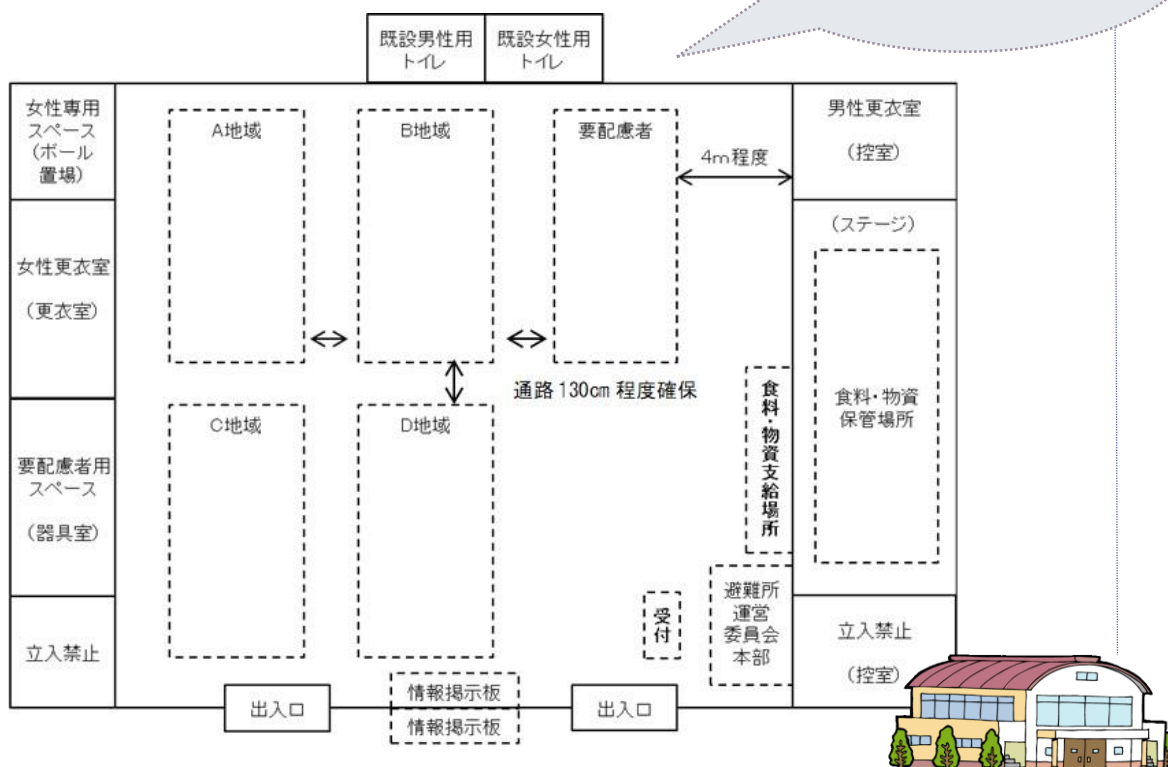 既設男性用
トイレ
既設女性用
トイレ
女性専用
スペース
(ボール
置場)
A地域
B地域
要配慮者
4m程度
男性更衣室
(控室)
女性更衣室
(更衣室)
(ステージ)
食料・物資
保管場所
通路130cm程度確保
食料・物資支給場所
C地域
D地域
要配慮者用
スペース
(器具室)
立入禁止
受付
避難所
運営
委員会
本部
立入禁止
(控室)
出入口
情報掲示板
情報掲示板
出入口